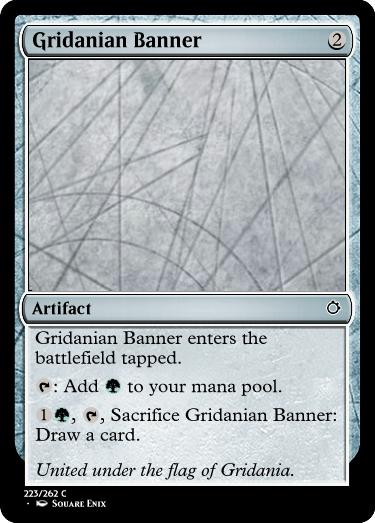 Gridanian Banner 2
Artifact
Gridanian Banner enters the
battlefield tapped.
: Add to your mana pool.
1 , , Sacrifice Gridanian Banner:
Draw a card.
United under the flag of Gridania.
223/262 C
· Square Enix